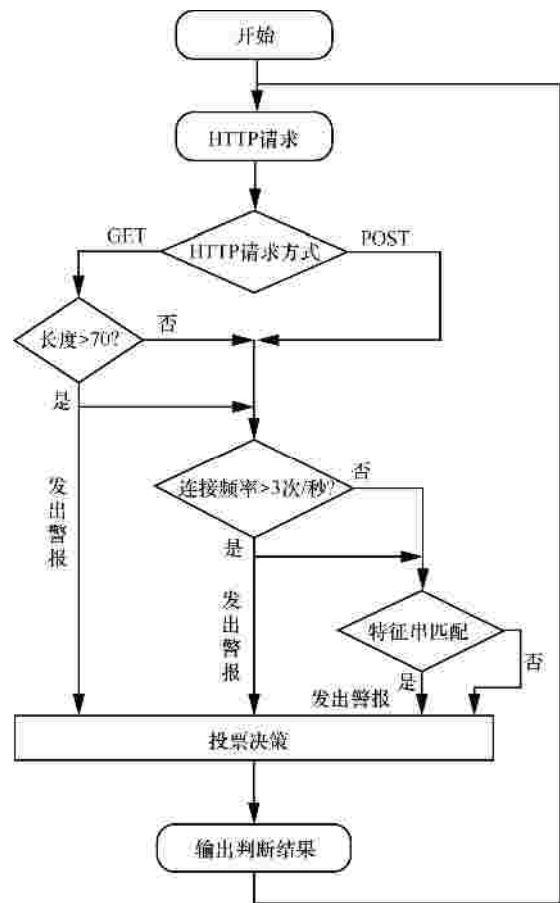 开始
HTTP请求
GET
POST
HTTP请求方式
长度>70?
否
是
连接频率>3次/秒?
否
发出警报
是
发出警报
特征串匹配
否
是
发出警报
投票决策
输出判断结果